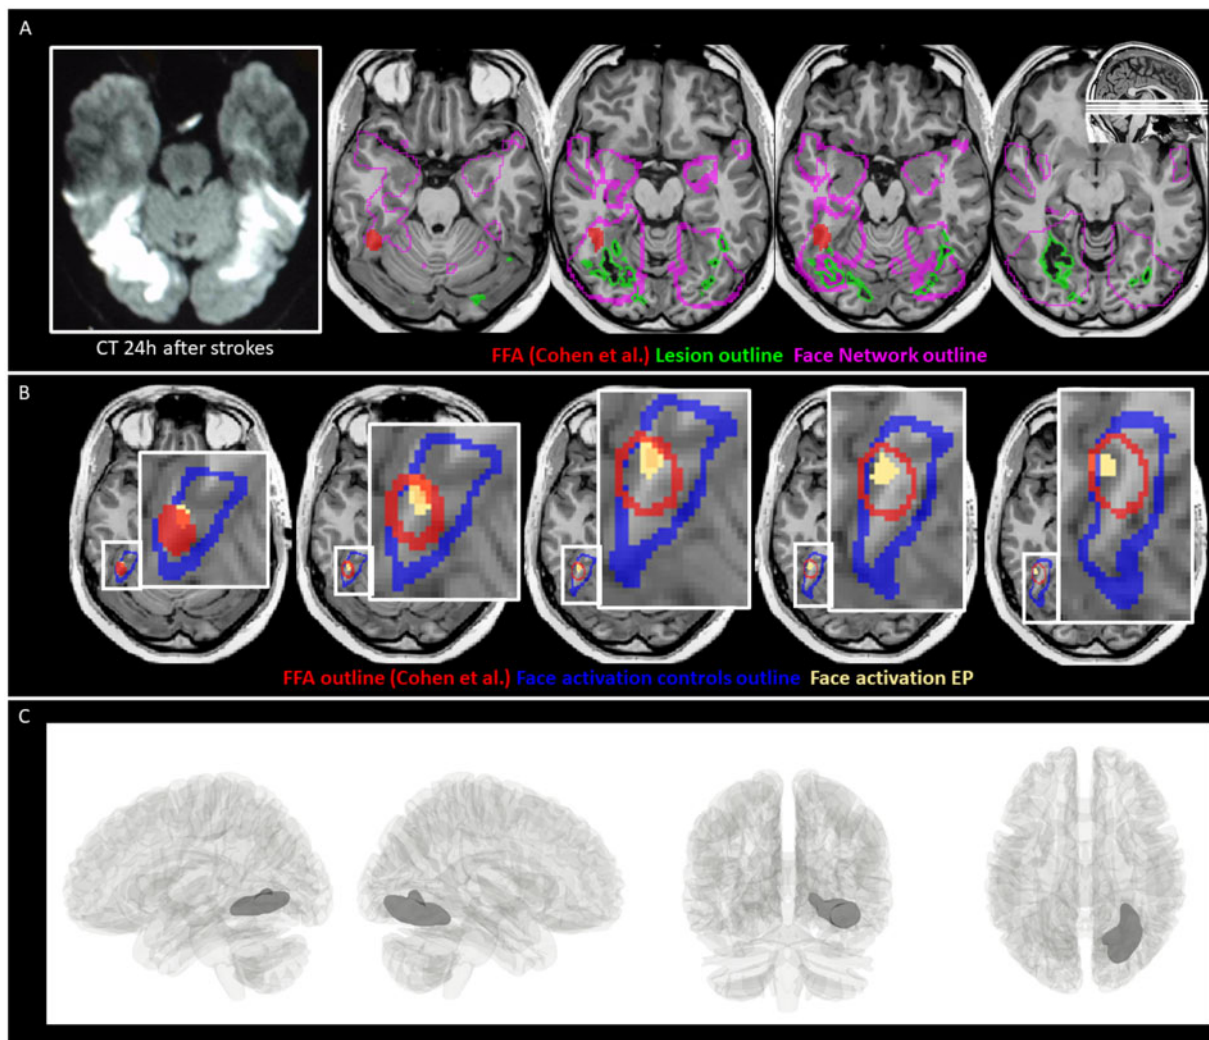 A
CT 24h after strokes
FFA (Cohen et al.) Lesion outline Face Network outline
B
FFA outline (Cohen et al.) Face activation controls outline Face activation EP
C